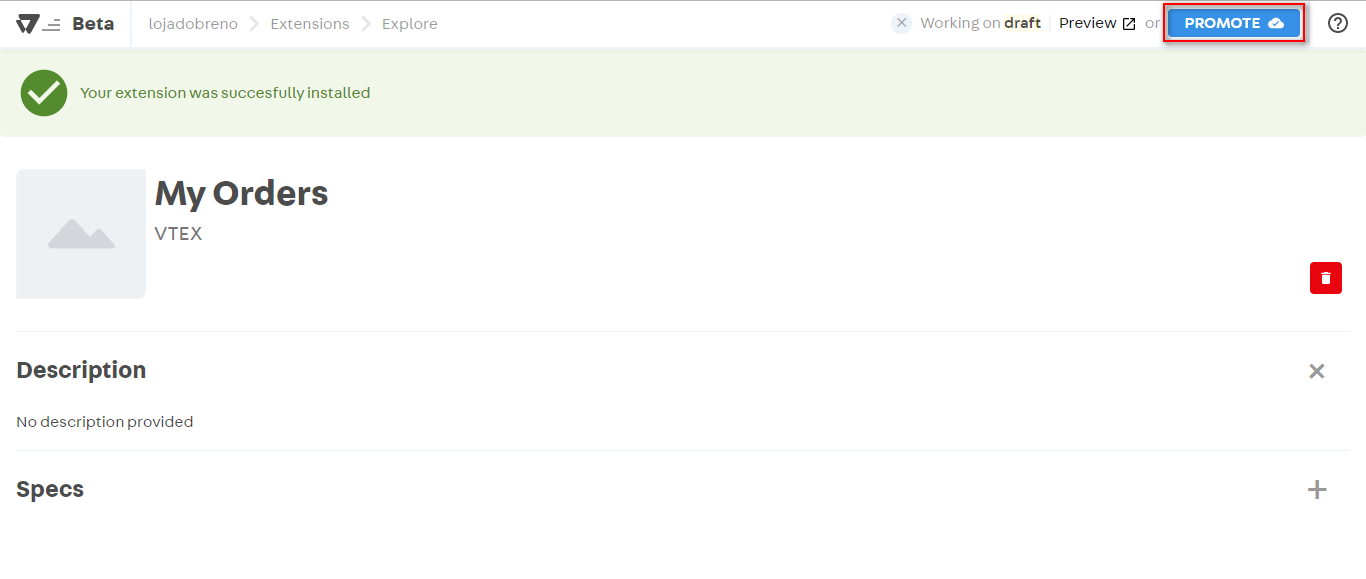 Beta lojadobreno Extensions Explore Working on draft Preview or PROMOTE
Your extension was succesfully installed
My Orders
VTEX
Description
No description provided
Specs